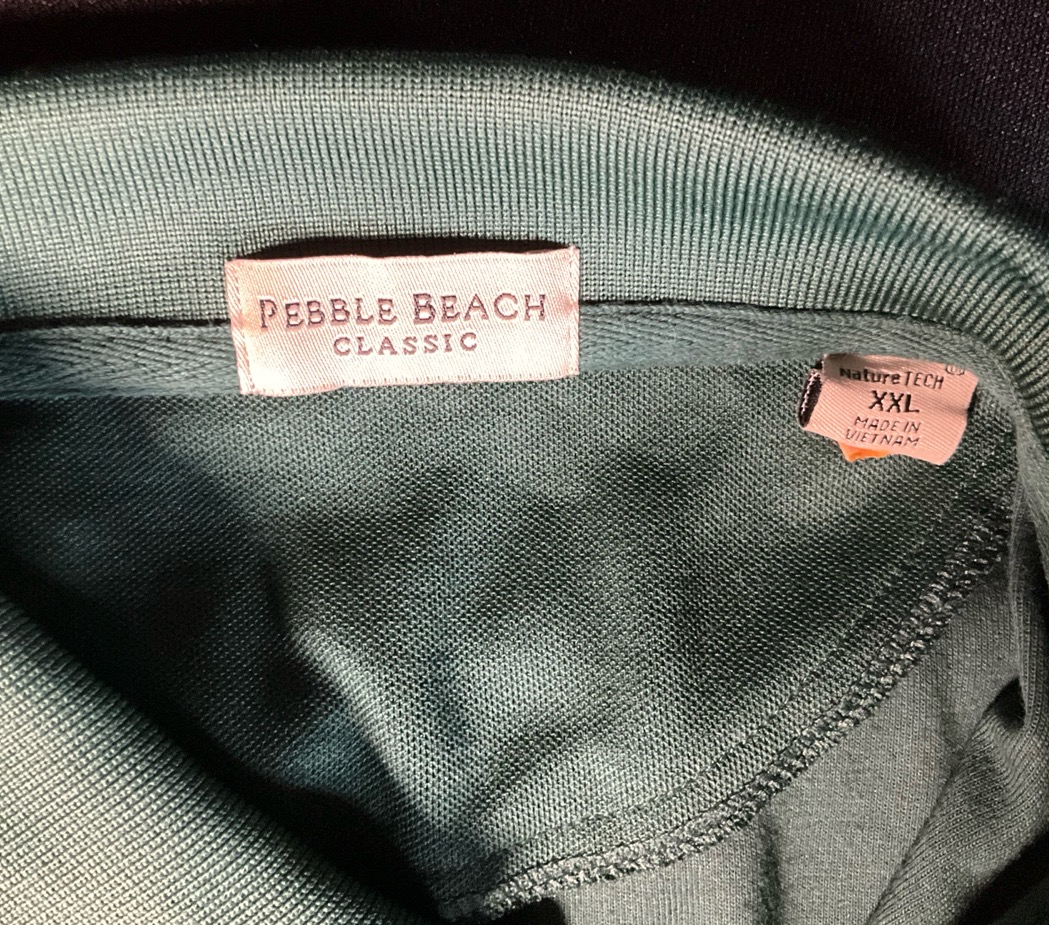 PEBBLE BEACH
CLASSIC
NatureTECH
XXL
MADE IN
VIETNAM